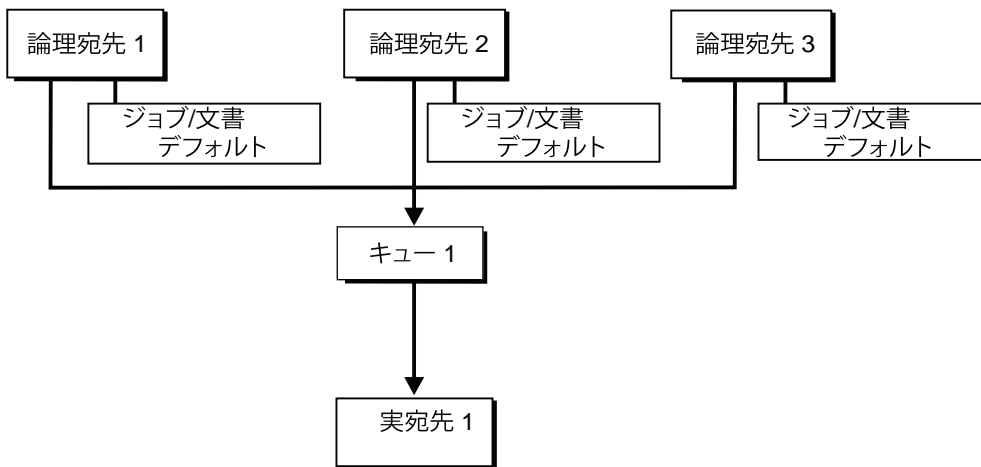 論理宛先 1
論理宛先 2
論理宛先 3
ジョブ/文書
デフォルト
ジョブ/文書
デフォルト
ジョブ/文書
デフォルト
キュー 1
実宛先 1